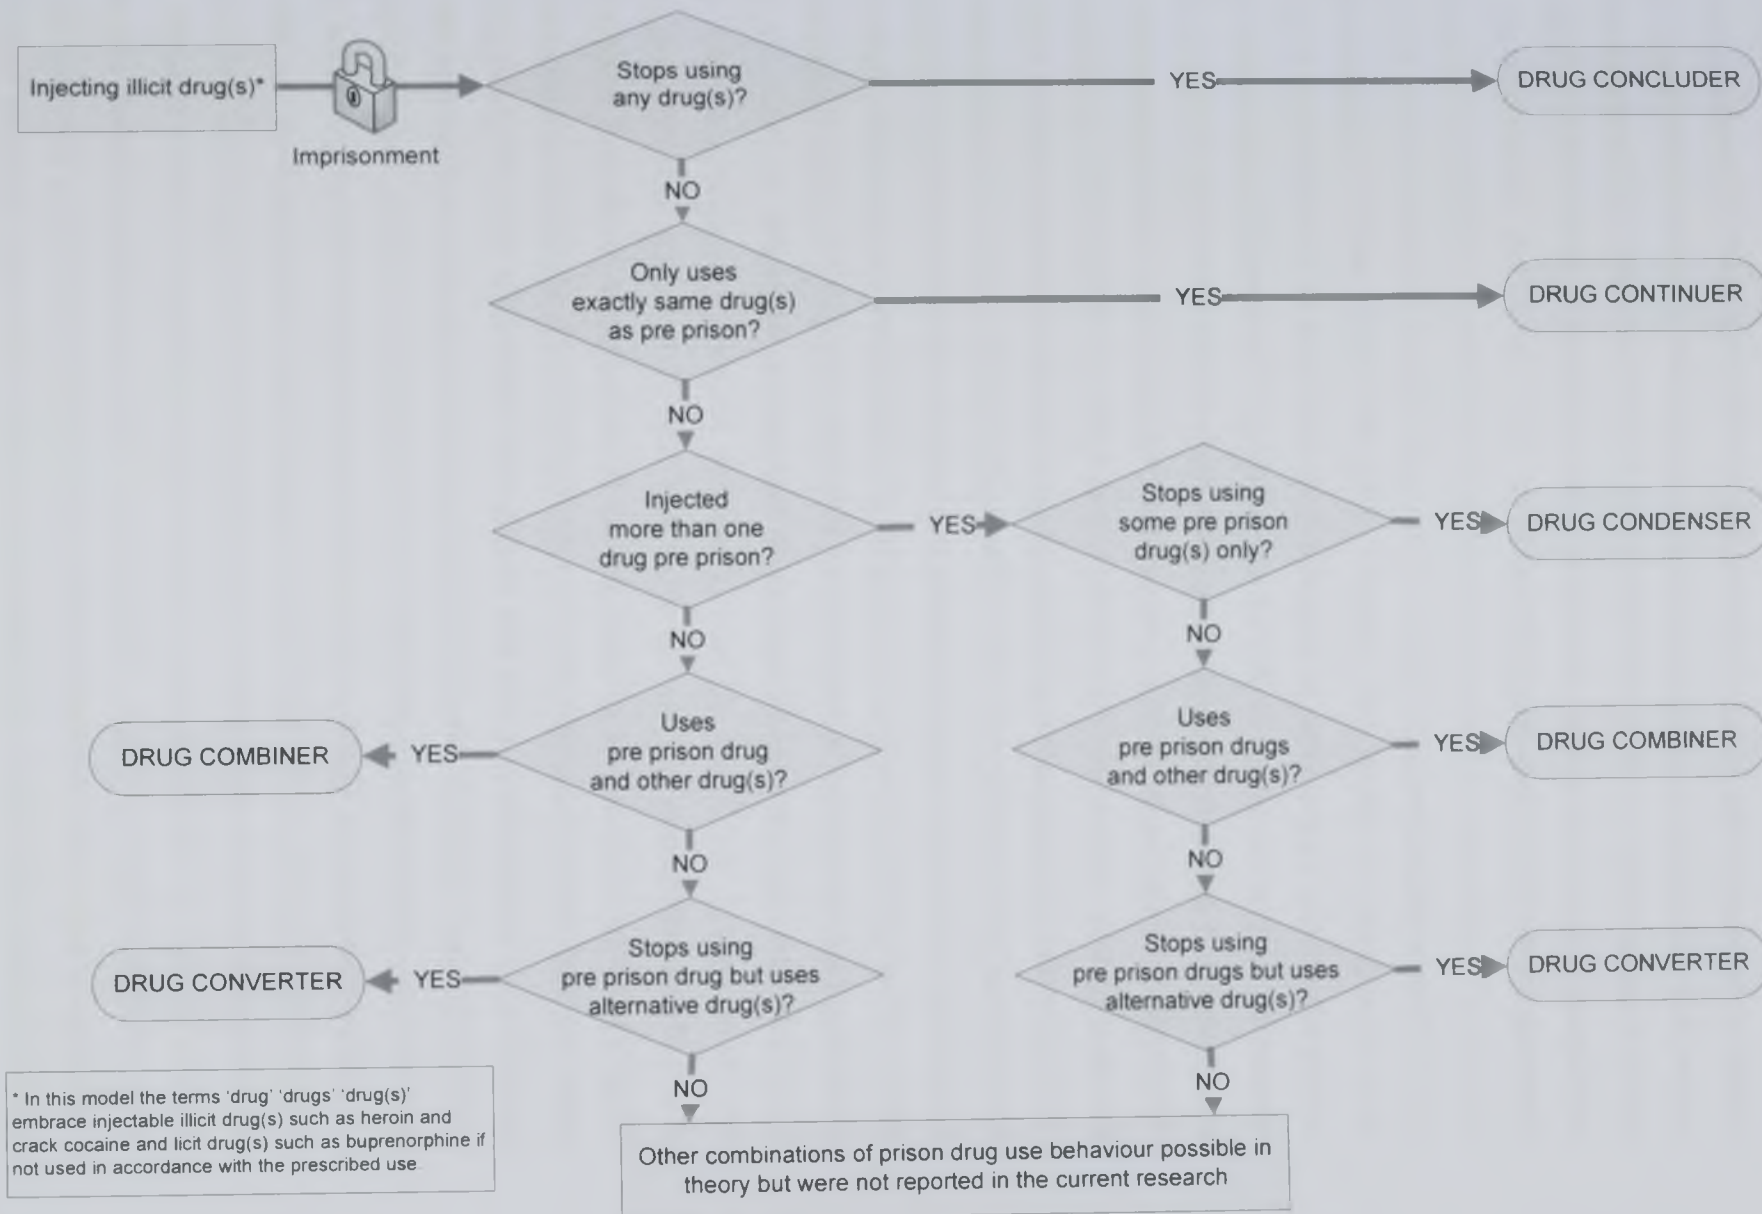 Injecting illicit drug(s)*
Imprisonment
Stops using
any drug(s)?
YES
DRUG CONCLUDER
NO
Only uses
exactly same drug(s)
as pre prison?
YES
DRUG CONTINUER
NO
Injected
more than one
drug pre prison?
YES
Stops using
some pre prison
drug(s) only?
YES
DRUG CONDENSER
NO
NO
DRUG COMBINER
YES
Uses
pre prison drug
and other drug(s)?
Uses
pre prison drugs
and other drug(s)?
YES
DRUG COMBINER
NO
NO
DRUG CONVERTER
YES
Stops using
pre prison drug but uses
alternative drug(s)?
Stops using
pre prison drugs but uses
alternative drug(s)?
YES
DRUG CONVERTER
NO
NO
* In this model the terms 'drug' 'drugs' 'drug(s)'
embrace injectable illicit drug(s) such as heroin and
crack cocaine and licit drug(s) such as buprenorphine if
not used in accordance with the prescribed use
Other combinations of prison drug use behaviour possible in
theory but were not reported in the current research